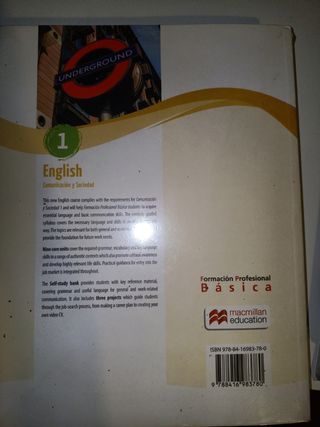 UNDERGROUND
1
English
Comunicación y Sociedad
This new English course complies with the requirements for Comunicación
y Sociedad 1 and will help Formación Profesional Básica students to acquire
essential language and basic communication skills. The
syllabus covers the necessary language and skills in
way. The topics are relevant for both general and
provide the foundation for future work needs.
Nine core units cover the required grammar, vocabulary and language
skills in a range of authentic contexts which also promote cultural awareness
and develop highly relevant life skills. Practical guidance for entry into the
job market is integrated throughout.
The Self-study bank provides students with key reference material,
covering grammar and useful language for general and work-related
communication. It also includes three projects which guide students
through the job search process, from making a career plan to creating your
own video CV.
Formación Profesional
Básica
macmillan
education
ISBN 978-84-16983-78-0
9 788416 983780